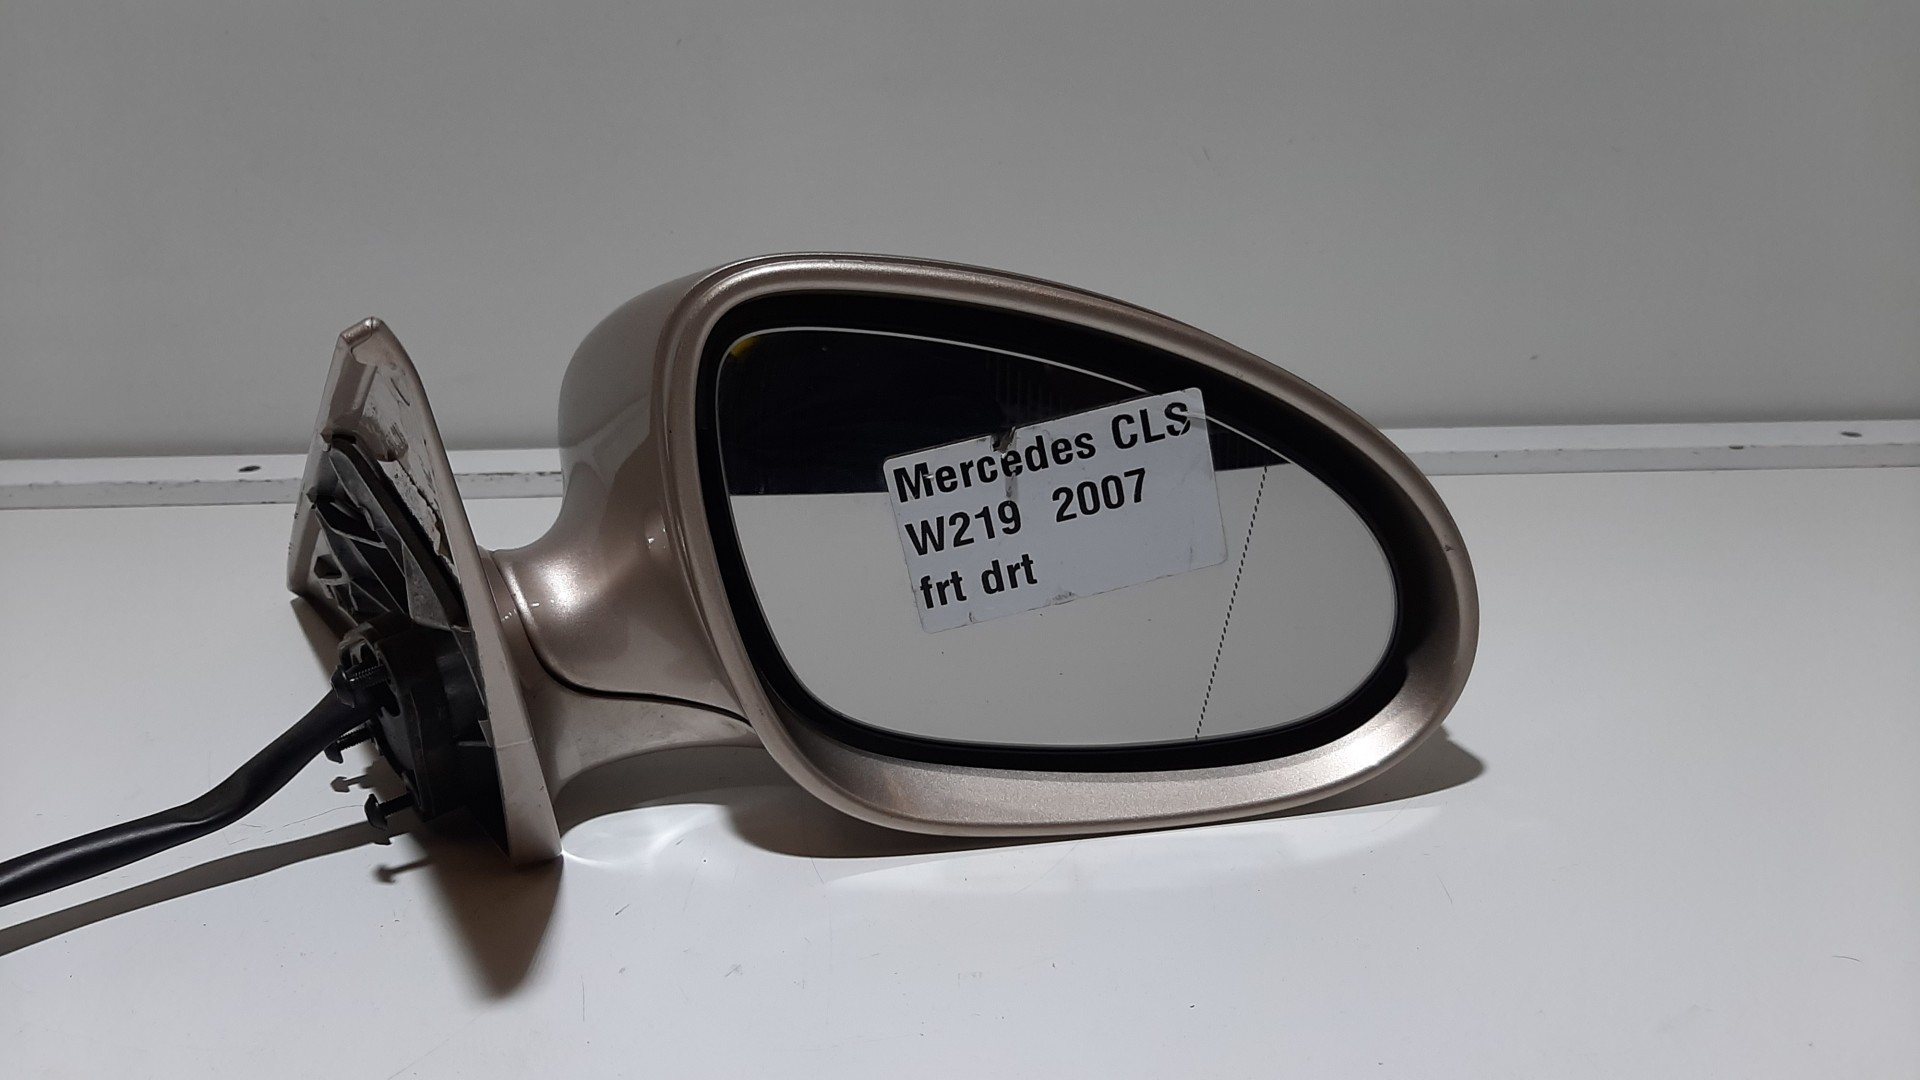 Mercedes CLS
W219 2007
frt drt